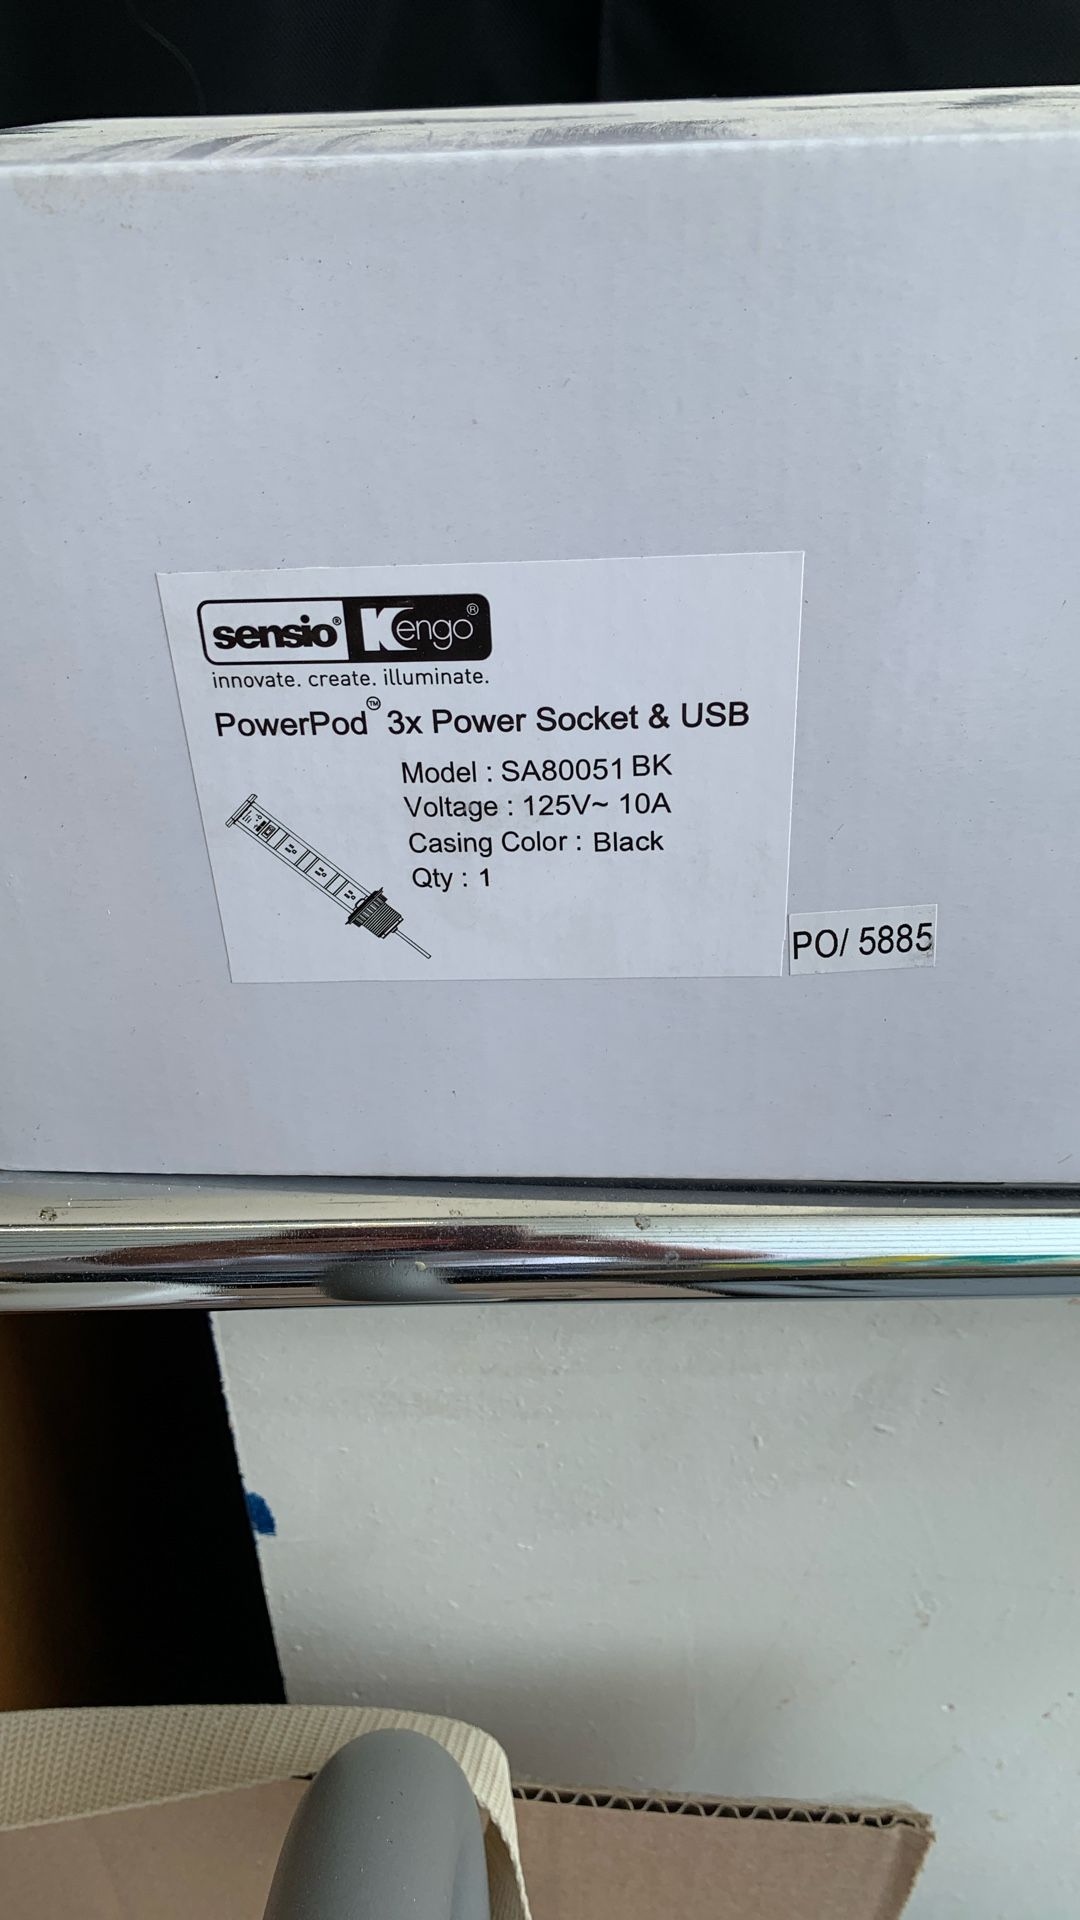 sensio® Kengo®
innovate. create. illuminate.
PowerPod™ 3x Power Socket & USB
Model : SA80051 BK
Voltage : 125V~ 10A
Casing Color : Black
Qty : 1
PO/ 5885